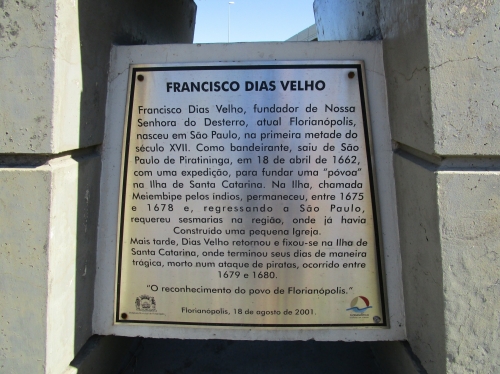 FRANCISCO DIAS VELHO
Francisco Dias Velho, fundador de Nossa
Senhora do Desterro, atual Florianópolis,
nasceu em São Paulo, na primeira metade do
século XVII. Como bandeirante, saiu de São
Paulo de Piratininga, em 18 de abril de 1662,
com uma expedição, para fundar uma "póvoa"
na Ilha de Santa Catarina. Na Ilha, chamada
Meiembipe pelos índios, permaneceu, entre 1675
e 1678 e, regressando a São Paulo,
requereu sesmarias na região, onde já havia
Construido uma pequena Igreja.
Mais tarde, Dias Velho retornou e fixou-se na Ilha de
Santa Catarina, onde terminou seus dias de maneira
trágica, morto num ataque de piratas, ocorrido entre
1679 e 1680.
"O reconhecimento do povo de Florianópolis."
Florianópolis, 18 de agosto de 2001.